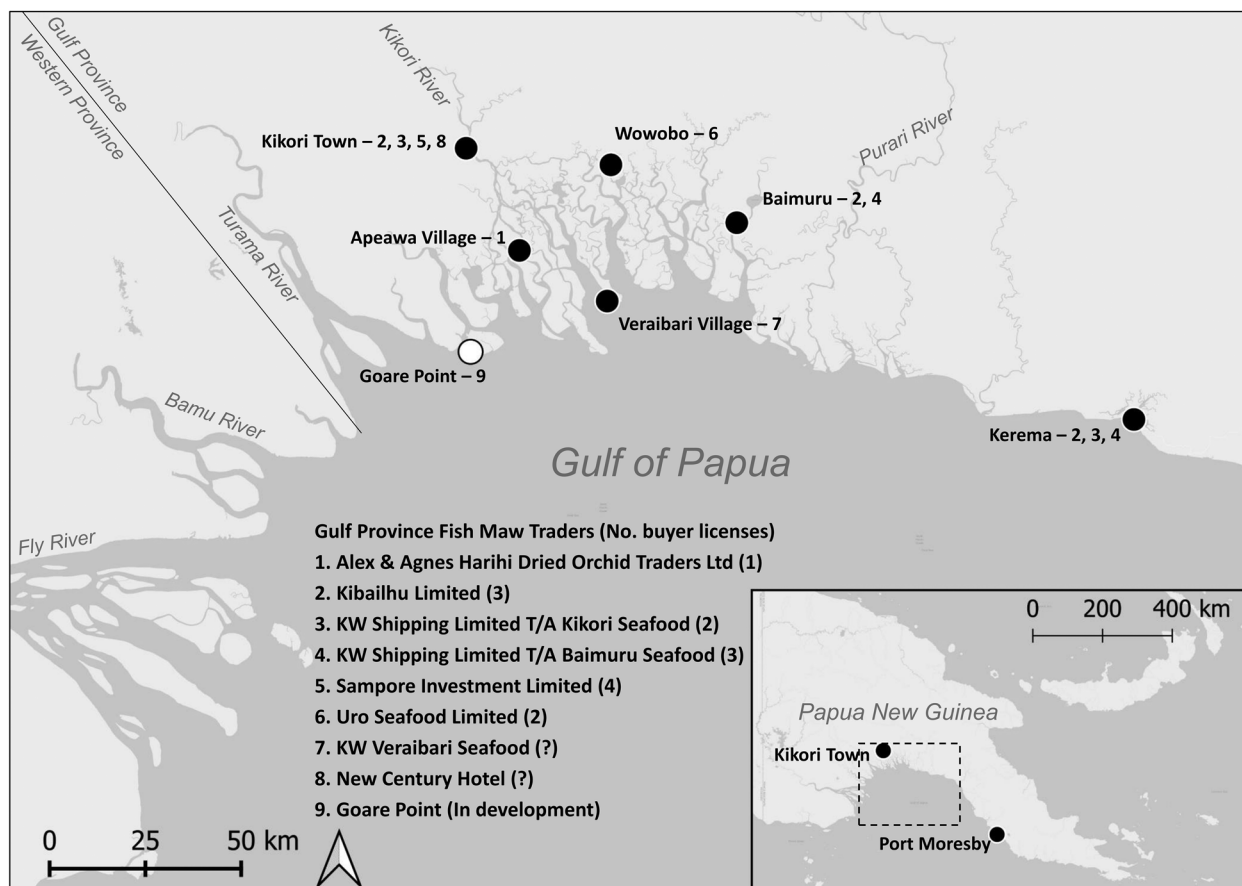 Gulf Province
Western Province
Kikori River
Kikori Town – 2, 3, 5, 8
Wowobo – 6
Purari River
Baimuru – 2, 4
Turama River
Apeawa Village – 1
Veraibari Village – 7
Goare Point – 9
Bamu River
Kerema – 2, 3, 4
Gulf of Papua
Fly River
Gulf Province Fish Maw Traders (No. buyer licenses)
1. Alex & Agnes Harihi Dried Orchid Traders Ltd (1)
2. Kibailhu Limited (3)
3. KW Shipping Limited T/A Kikori Seafood (2)
4. KW Shipping Limited T/A Baimuru Seafood (3)
5. Sampore Investment Limited (4)
6. Uro Seafood Limited (2)
7. KW Veraibari Seafood (?)
8. New Century Hotel (?)
9. Goare Point (In development)
0 25 50 km
0 200 400 km
Papua New Guinea
Kikori Town
Port Moresby